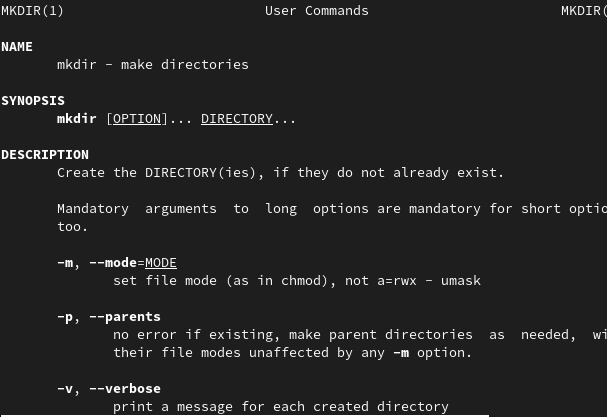 MKDIR(1) User Commands MKDIR(
NAME
mkdir - make directories
SYNOPSIS
mkdir [OPTION]... DIRECTORY...
DESCRIPTION
Create the DIRECTORY(ies), if they do not already exist.
Mandatory arguments to long options are mandatory for short optio
too.
-m, --mode=MODE
set file mode (as in chmod), not a=rwx - umask
-p, --parents
no error if existing, make parent directories as needed, wi
their file modes unaffected by any -m option.
-v, --verbose
print a message for each created directory